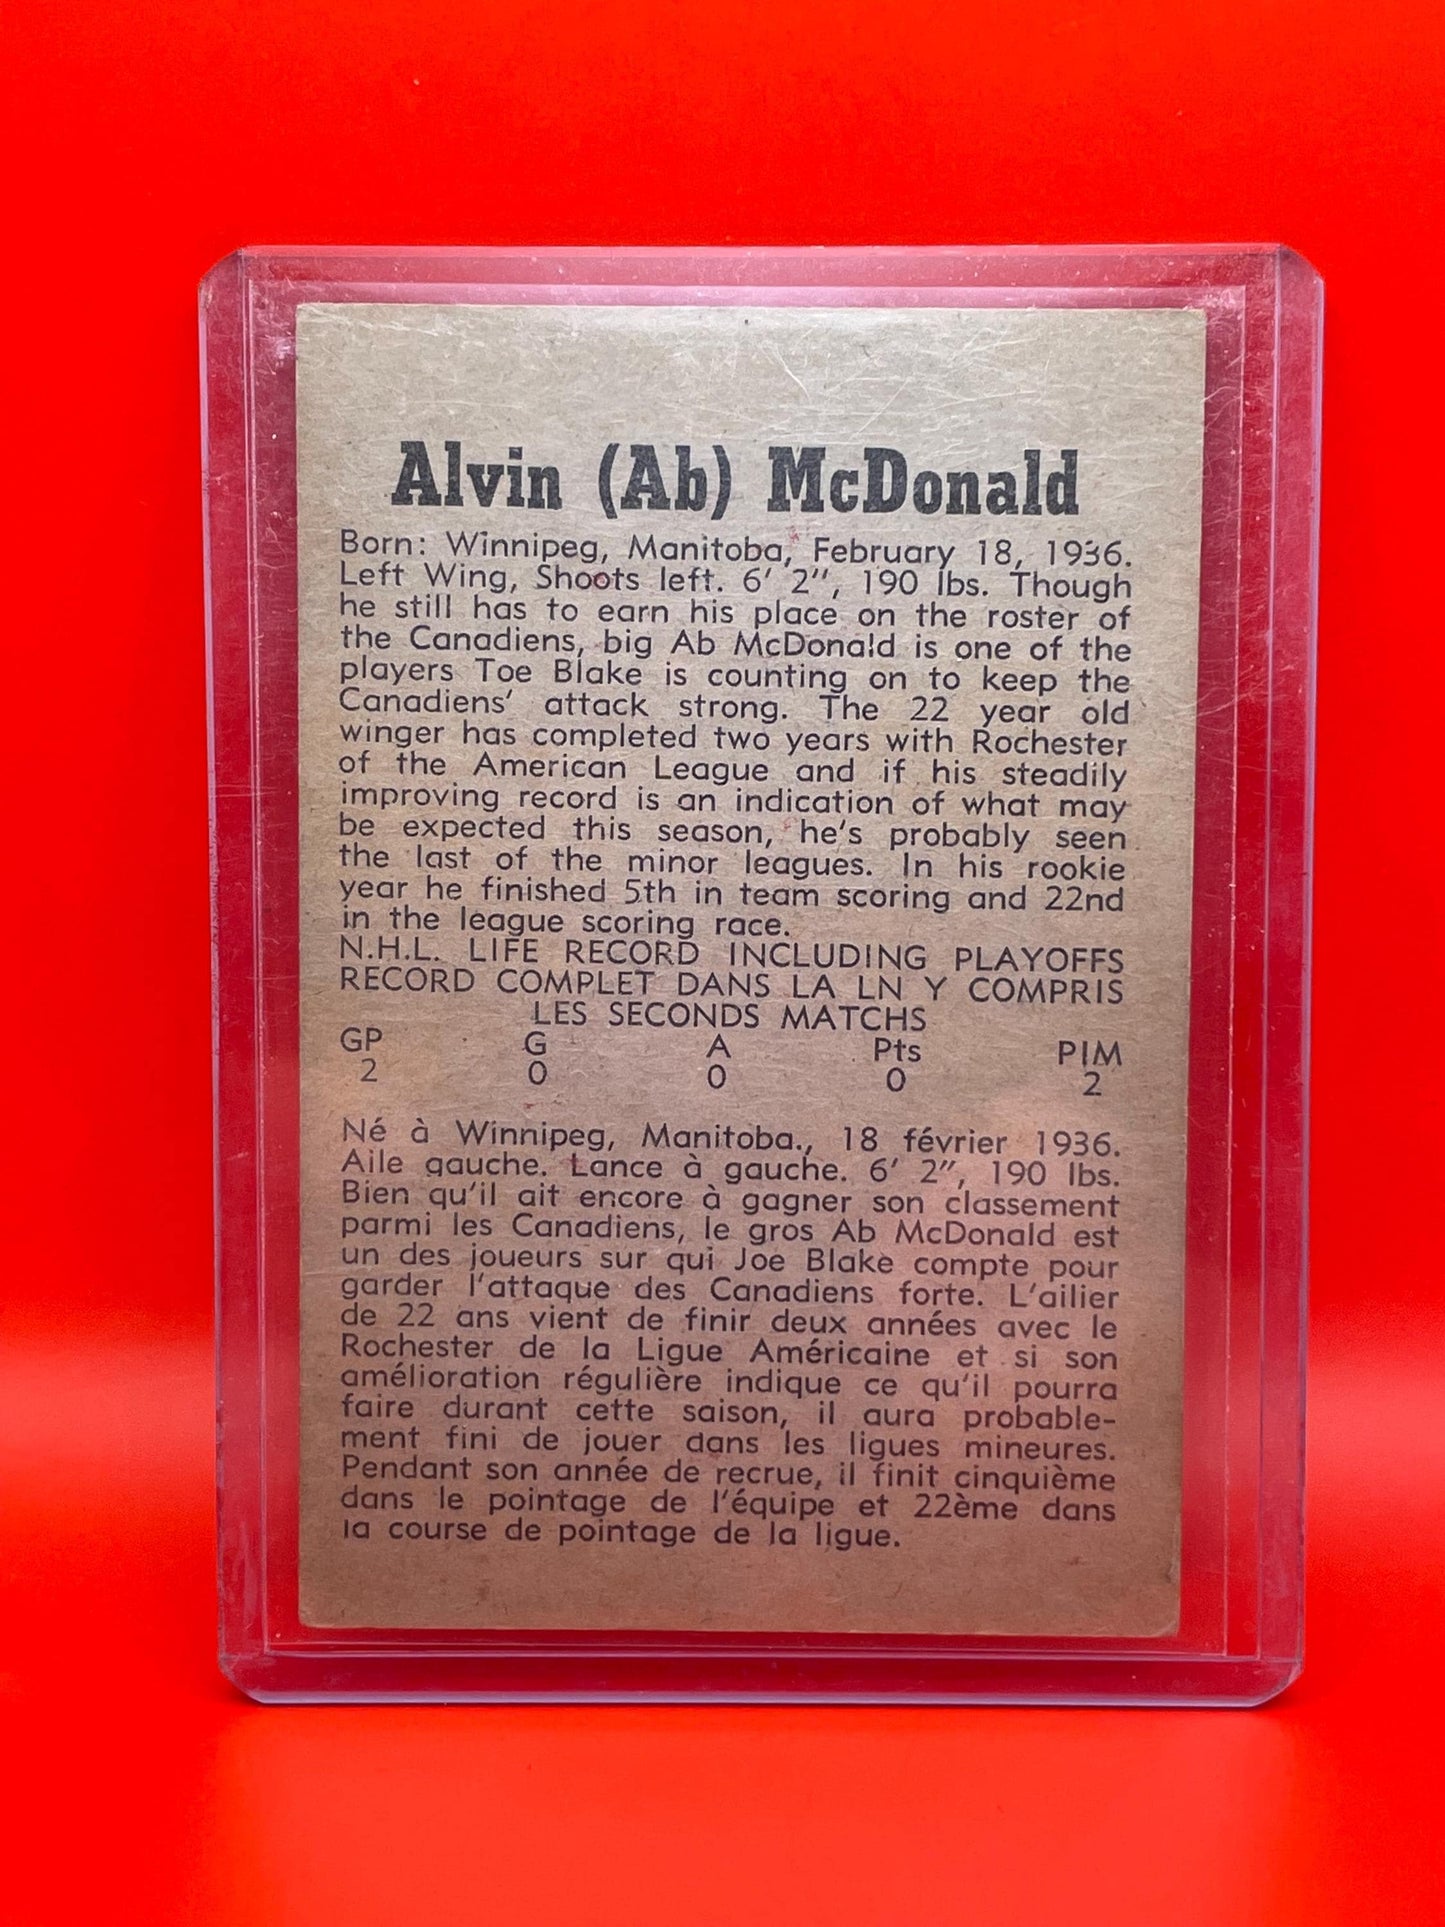 Alvin (Ab) McDonald
Born: Winnipeg, Manitoba, February 18, 1936.
Left Wing, Shoots left. 6' 2", 190 lbs. Though
he still has to earn his place on the roster of
the Canadiens, big Ab McDonald is one of the
players Toe Blake is counting on to keep the
Canadiens' attack strong. The 22 year old
winger has completed two years with Rochester
of the American League and if his steadily
improving record is an indication of what may
be expected this season, he's probably seen
the last of the minor leagues. In his rookie
year he finished 5th in team scoring and 22nd
in the league scoring race.
N.H.L. LIFE RECORD INCLUDING PLAYOFFS
RECORD COMPLET DANS LA LN Y COMPRIS
LES SECONDS MATCHS
GP G A Pts PIM
2 0 0 0 2
Né à Winnipeg, Manitoba., 18 février 1936.
Aile gauche. Lance à gauche. 6' 2", 190 lbs.
Bien qu'il ait encore à gagner son classement
parmi les Canadiens, le gros Ab McDonald est
un des joueurs sur qui Joe Blake compte pour
garder l'attaque des Canadiens forte. L'ailier
de 22 ans vient de finir deux années avec le
Rochester de la Ligue Américaine et si son
amélioration régulière indique ce qu'il pourra
faire durant cette saison, il aura probable-
ment fini de jouer dans les ligues mineures.
Pendant son année de recrue, il finit cinquième
dans le pointage de l'équipe et 22ème dans
la course de pointage de la ligue.